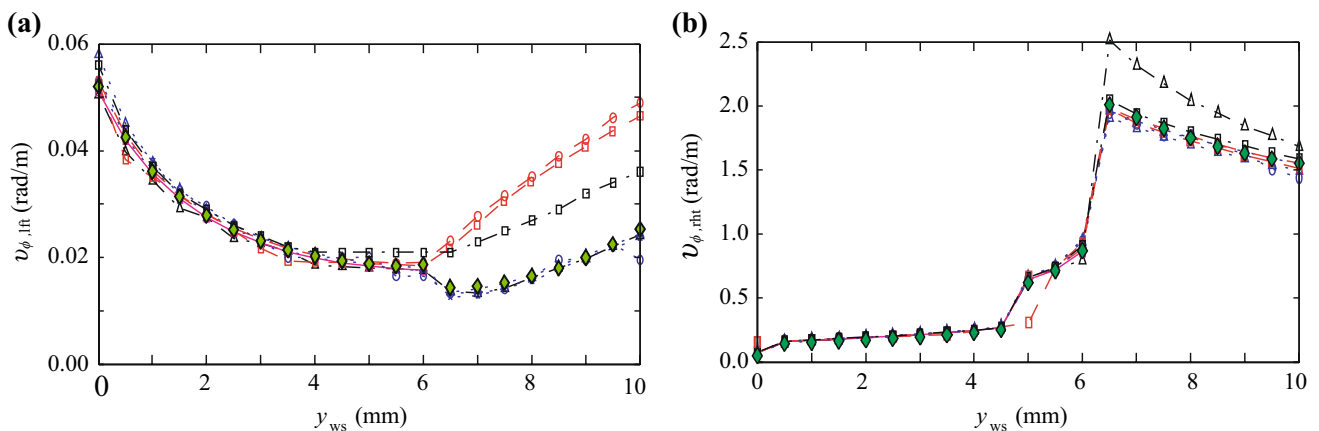 (a)
υϕ,lft (rad/m)
0.06
0.04
0.02
0.00
0 2 4 6 8 10
yws (mm)
(b)
υϕ,rht (rad/m)
2.5
2.0
1.5
1.0
0.5
0.0
0 2 4 6 8 10
yws (mm)